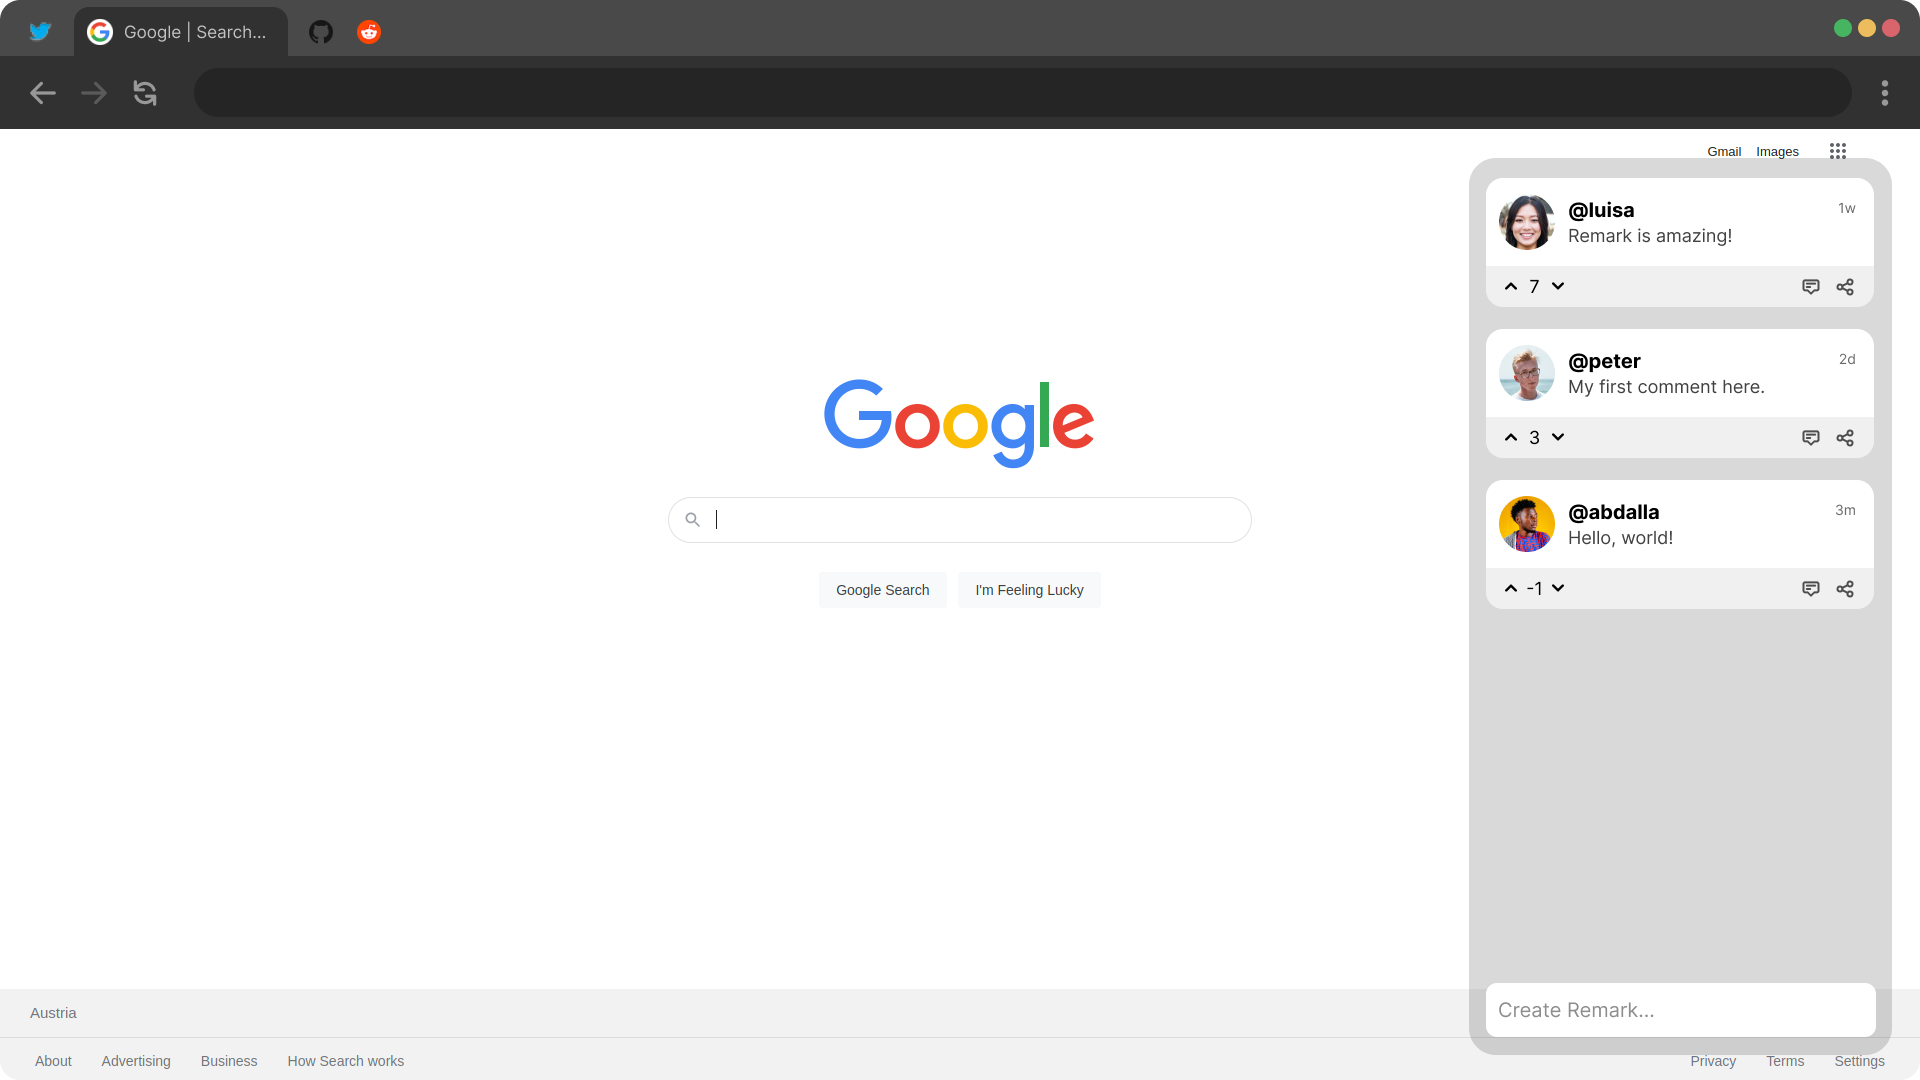 Google | Search...
Gmail Images
@luisa 1w
Remark is amazing!
7
@peter 2d
My first comment here.
3
@abdalla 3m
Hello, world!
-1
Google
Google Search I'm Feeling Lucky
Create Remark...
Austria
About Advertising Business How Search works Privacy Terms Settings